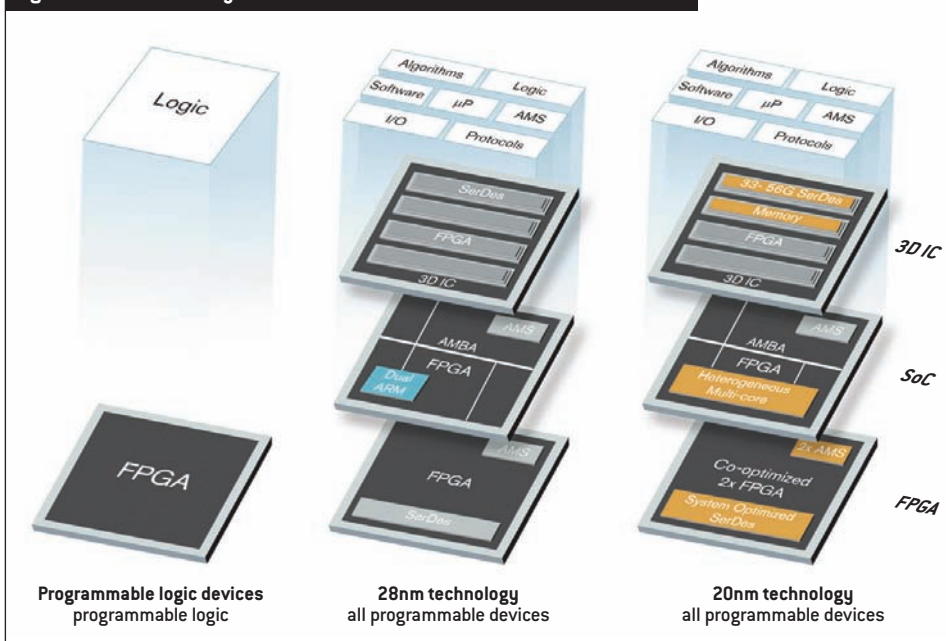 Logic
FPGA
Programmable logic devices
programmable logic
Algorithms
Logic
Software
μP
AMS
I/O
Protocols
SerDes
FPGA
3D IC
AMS
AMBA
FPGA
Dual
ARM
AMS
FPGA
SerDes
28nm technology
all programmable devices
Algorithms
Logic
Software
μP
AMS
I/O
Protocols
33- 56G SerDes
Memory
FPGA
3D IC
3D IC
AMS
AMBA
FPGA
Heterogeneous
Multi-core
SoC
2x AMS
Co-optimized
2x FPGA
System Optimized
SerDes
FPGA
20nm technology
all programmable devices